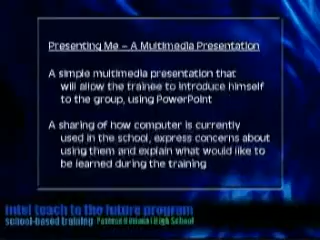 Presenting Me – A Multimedia Presentation
A simple multimedia presentation that
will allow the trainee to introduce himself
to the group, using PowerPoint
A sharing of how computer is currently
used in the school, express concerns about
using them and explain what would like to
be learned during the training
intel teach to the future program
school-based training High School